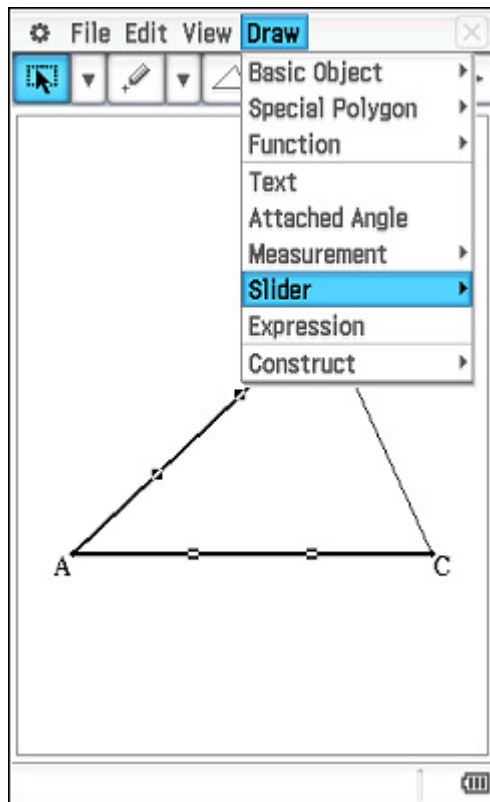 File Edit View Draw
Basic Object
Special Polygon
Function
Text
Attached Angle
Measurement
Slider
Expression
Construct
A C